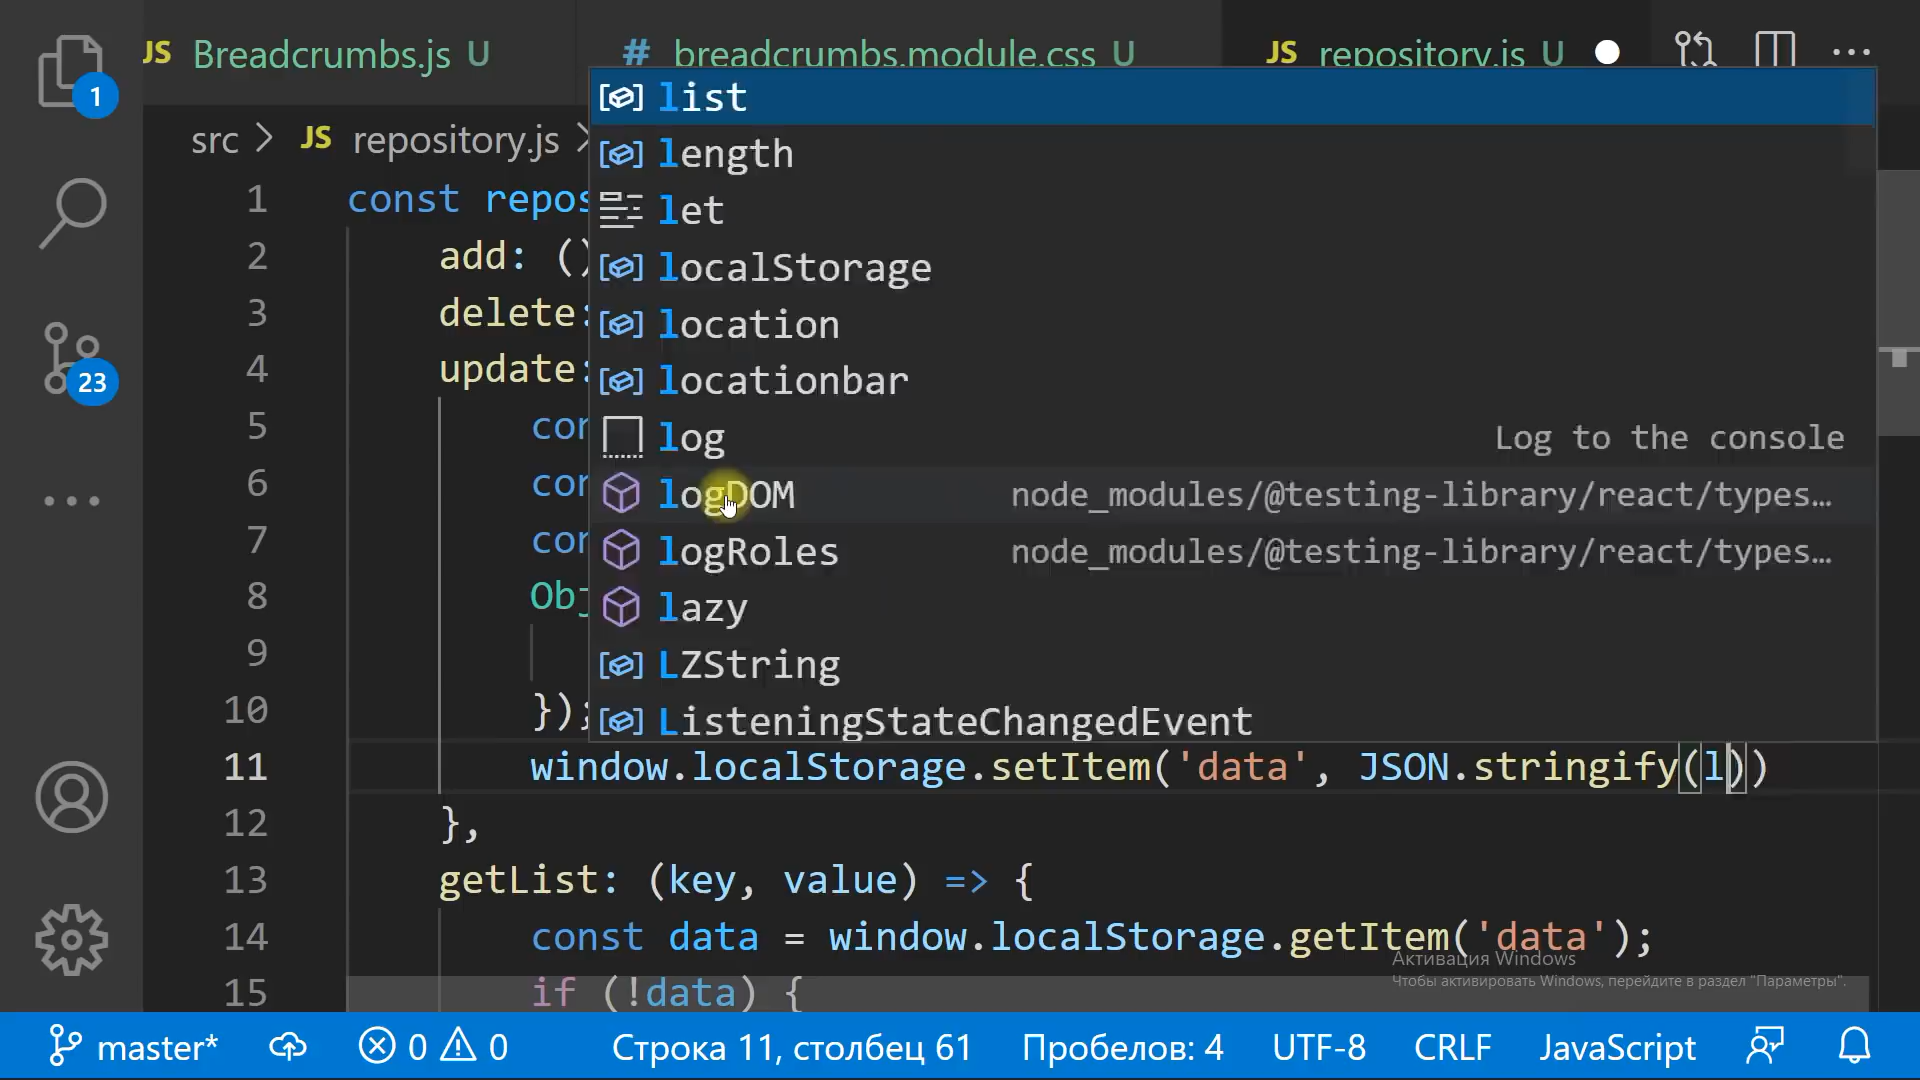 JS Breadcrumbs.js U # breadcrumbs.module.css U JS repository.js U
1
src > JS repository.js >
list
length
let
localStorage
location
locationbar
log Log to the console
logDOM node_modules/@testing-library/react/types…
logRoles node_modules/@testing-library/react/types…
lazy
LZString
ListeningStateChangedEvent
23
1 const repos
2 add: ()
3 delete:
4 update:
5 con
6 con
7 con
8 Obj
9
10 });
11 window.localStorage.setItem('data', JSON.stringify(l))
12 },
13 getList: (key, value) => {
14 const data = window.localStorage.getItem('data');
15 if (!data) {
Активация Windows
Чтобы активировать Windows, перейдите в раздел "Параметры".
master* 0 0 Строка 11, столбец 61 Пробелов: 4 UTF-8 CRLF JavaScript